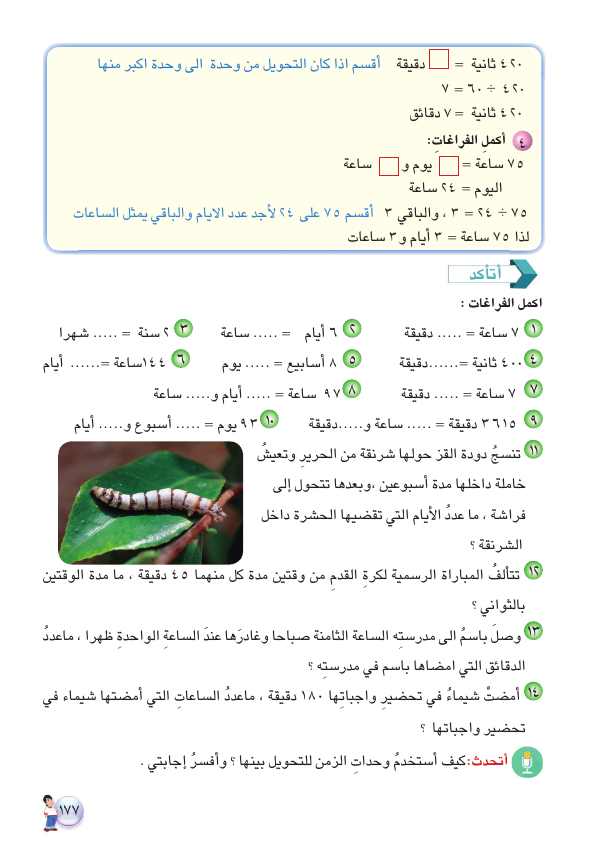 ٤٢٠ ثانية = دقيقة أقسم اذا كان التحويل من وحدة الى وحدة اكبر منها
٤٢٠ ÷ ٦٠ = ٧
٤٢٠ ثانية = ٧ دقائق
٤ أكمل الفراغات:
٧٥ ساعة = يوم و ساعة
اليوم = ٢٤ ساعة
٧٥ ÷ ٢٤ = ٣ ، والباقي ٣ أقسم ٧٥ على ٢٤ لأجد عدد الايام والباقي يمثل الساعات
لذا ٧٥ ساعة = ٣ أيام و ٣ ساعات
أتأكد
اكمل الفراغات :
١ ٧ ساعة = ..... دقيقة ٢ ٦ أيام = ..... ساعة ٣ ٢ سنة = ..... شهرا
٤ ٤٠٠ ثانية =......دقيقة ٥ ٨ أسابيع = ..... يوم ٦ ١٤٤ساعة =...... أيام
٧ ٧ ساعة = ..... دقيقة ٨ ٩٧ ساعة = ..... أيام و..... ساعة
٩ ٣٦١٥ دقيقة = ..... ساعة و.....دقيقة ١٠ ٩٣ يوم = ..... أسبوع و..... أيام
١١ تنسجُ دودة القز حولها شرنقة من الحريرِ وتعيشُ
خاملة داخلها مدة أسبوعين ،وبعدها تتحول إلى
فراشة ، ما عددُ الأيام التي تقضيها الحشرة داخل
الشرنقة ؟
١٢ تتألفُ المباراة الرسمية لكرةِ القدمِ من وقتين مدة كل منهما ٤٥ دقيقة ، ما مدة الوقتين
بالثواني ؟
١٣ وصلَ باسمُ الى مدرستِه الساعة الثامنة صباحا وغادرَها عندَ الساعةِ الواحدةِ ظهرا ، ماعددُ
الدقائق التي امضاها باسم في مدرستِه ؟
١٤ أمضتْ شيماءُ في تحضيرِ واجباتِها ١٨٠ دقيقة ، ماعددُ الساعاتِ التي أمضتها شيماء في
تحضير واجباتها ؟
أتحدث:كيف أستخدمُ وحداتِ الزمن للتحويل بينها ؟ وأفسرُ إجابتي .
١٧٧